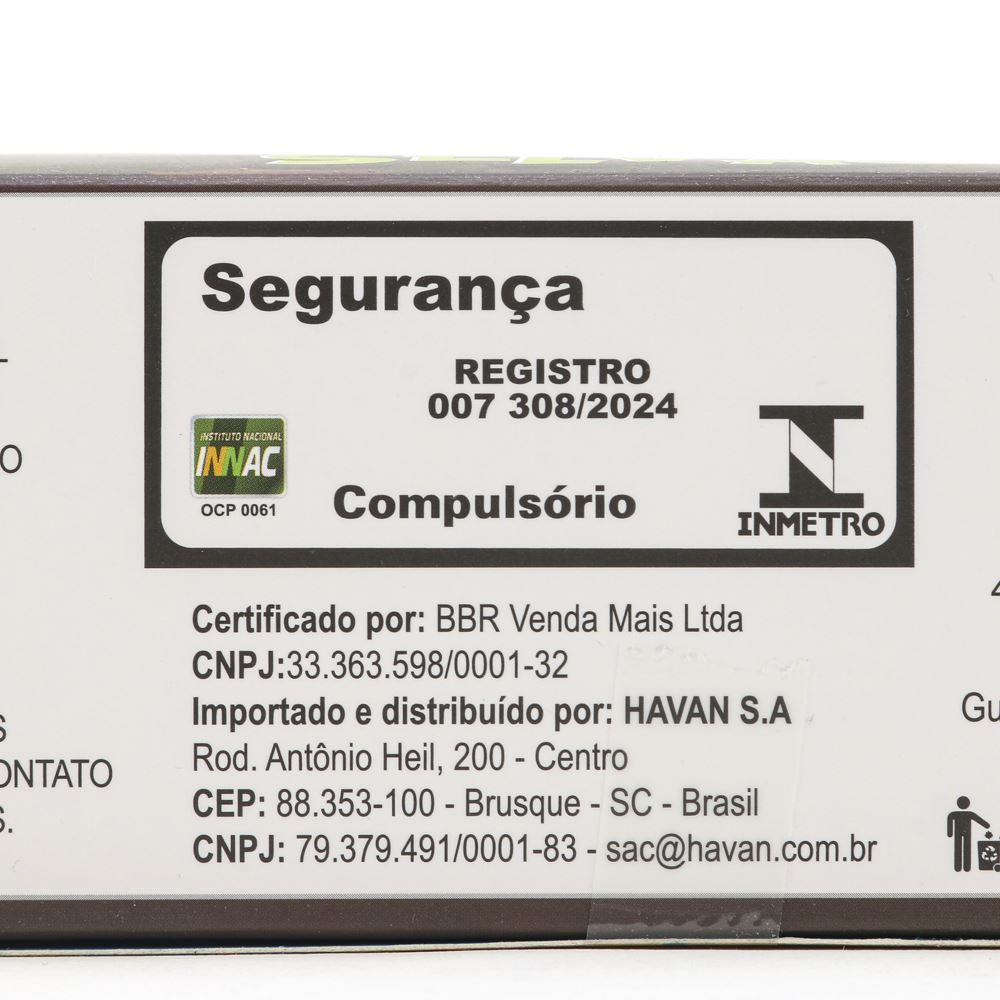 Segurança
REGISTRO
007 308/2024
INSTITUTO NACIONAL
INNAC
OCP 0061
Compulsório
INMETRO
Certificado por: BBR Venda Mais Ltda
CNPJ:33.363.598/0001-32
Importado e distribuído por: HAVAN S.A
Rod. Antônio Heil, 200 - Centro
CEP: 88.353-100 - Brusque - SC - Brasil
CNPJ: 79.379.491/0001-83 - sac@havan.com.br
O
S
ONTATO
S.
Gu